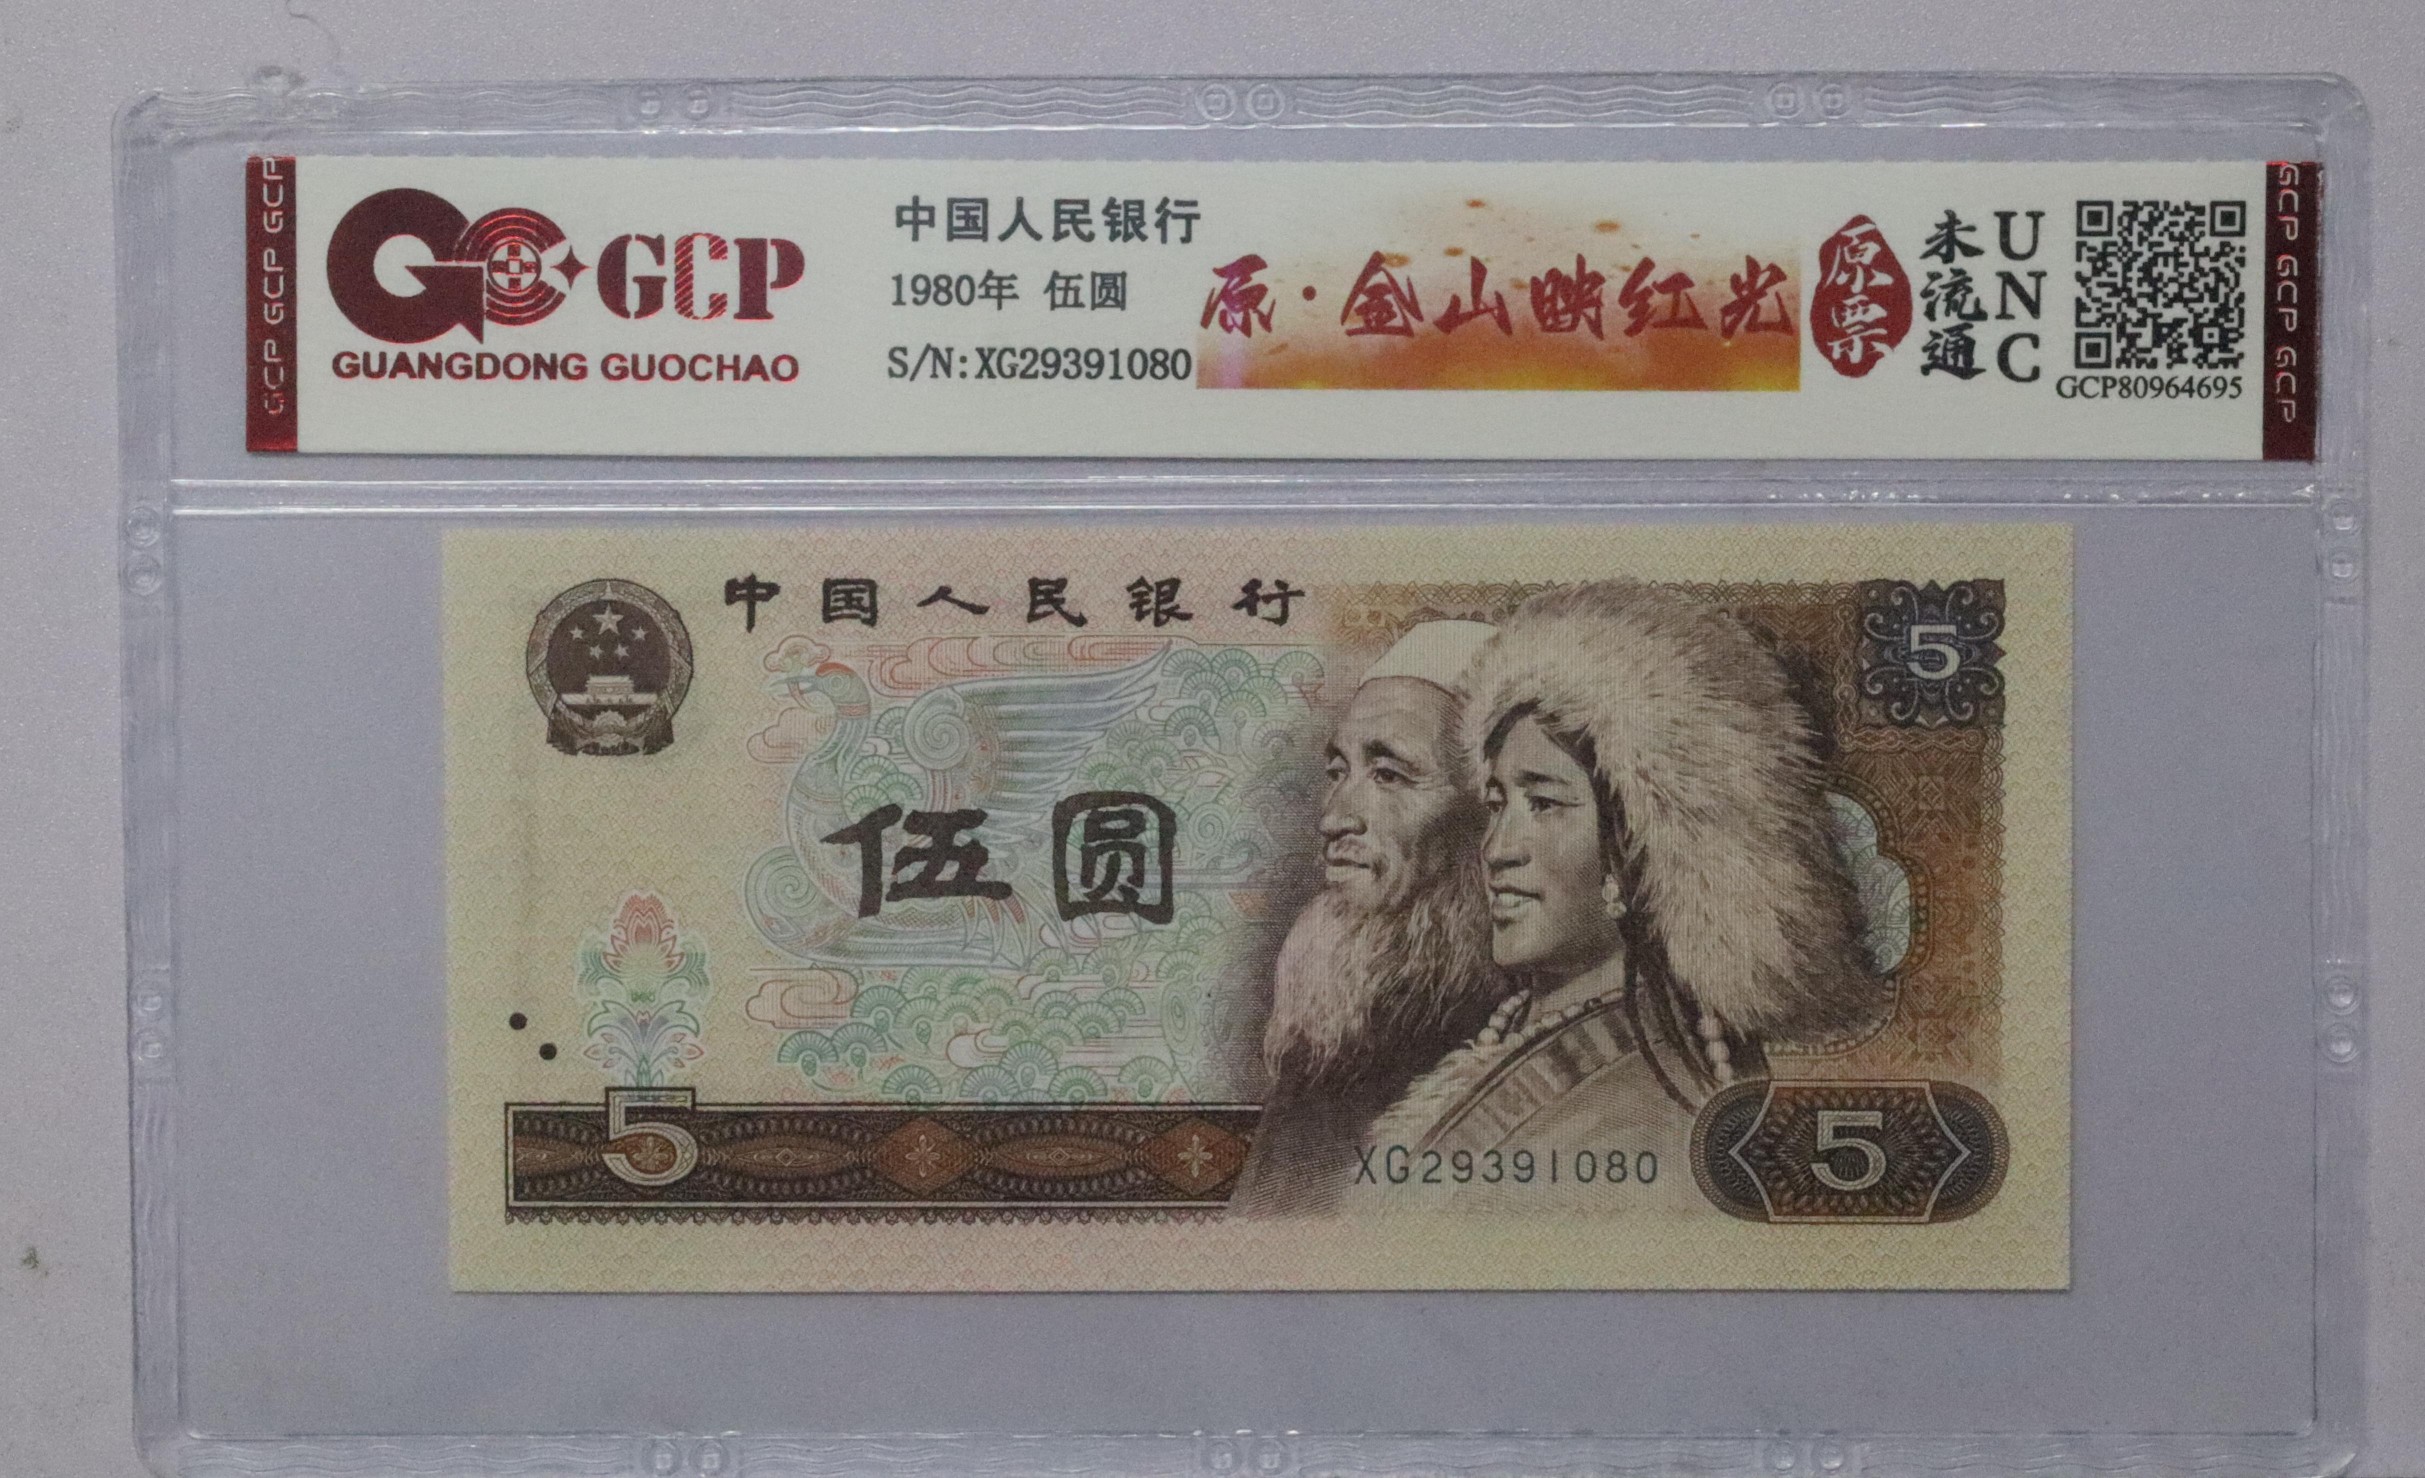 GCP GCP GCP
GCP
GUANGDONG GUOCHAO
中国人民银行
1980年 伍圆
S/N:XG29391080
原·金山映红光
原票
未流通
UNC
GCP80964695
GCP GCP GCP
中国人民银行
5
伍圆
5
XG29391080
5